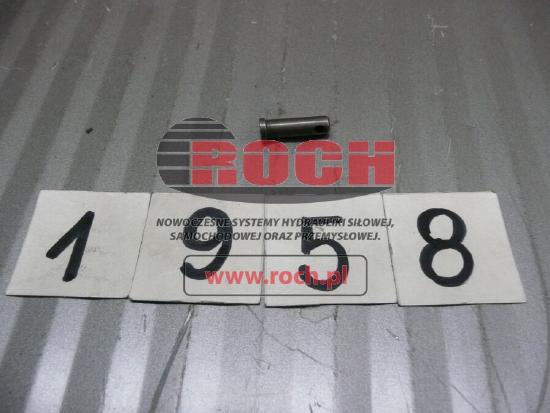 ROCH
NOWOCZESNE SYSTEMY HYDRAULIKI SIŁOWEJ,
SAMOCHODOWEJ ORAZ PRZEMYSŁOWEJ.
1 9 5 8
www.roch.pl